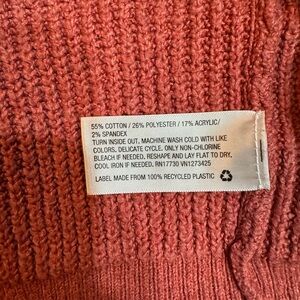 55% COTTON / 26% POLYESTER / 17% ACRYLIC/
2% SPANDEX
TURN INSIDE OUT. MACHINE WASH COLD WITH LIKE
COLORS, DELICATE CYCLE. ONLY NON-CHLORINE
BLEACH IF NEEDED. RESHAPE AND LAY FLAT TO DRY.
COOL IRON IF NEEDED. RN17730 VN1273425
LABEL MADE FROM 100% RECYCLED PLASTIC